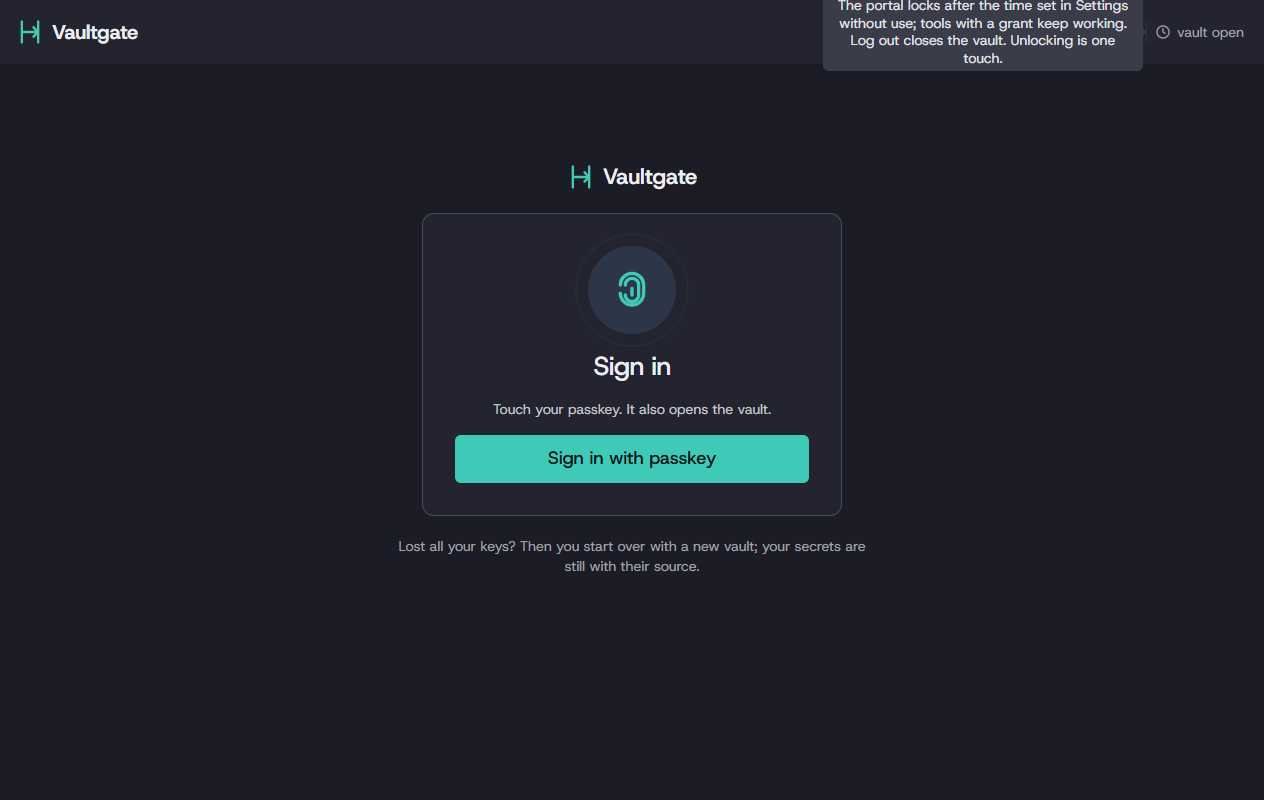 Vaultgate
The portal locks after the time set in Settings
without use; tools with a grant keep working.
Log out closes the vault. Unlocking is one
touch.
vault open
Vaultgate
Sign in
Touch your passkey. It also opens the vault.
Sign in with passkey
Lost all your keys? Then you start over with a new vault; your secrets are
still with their source.